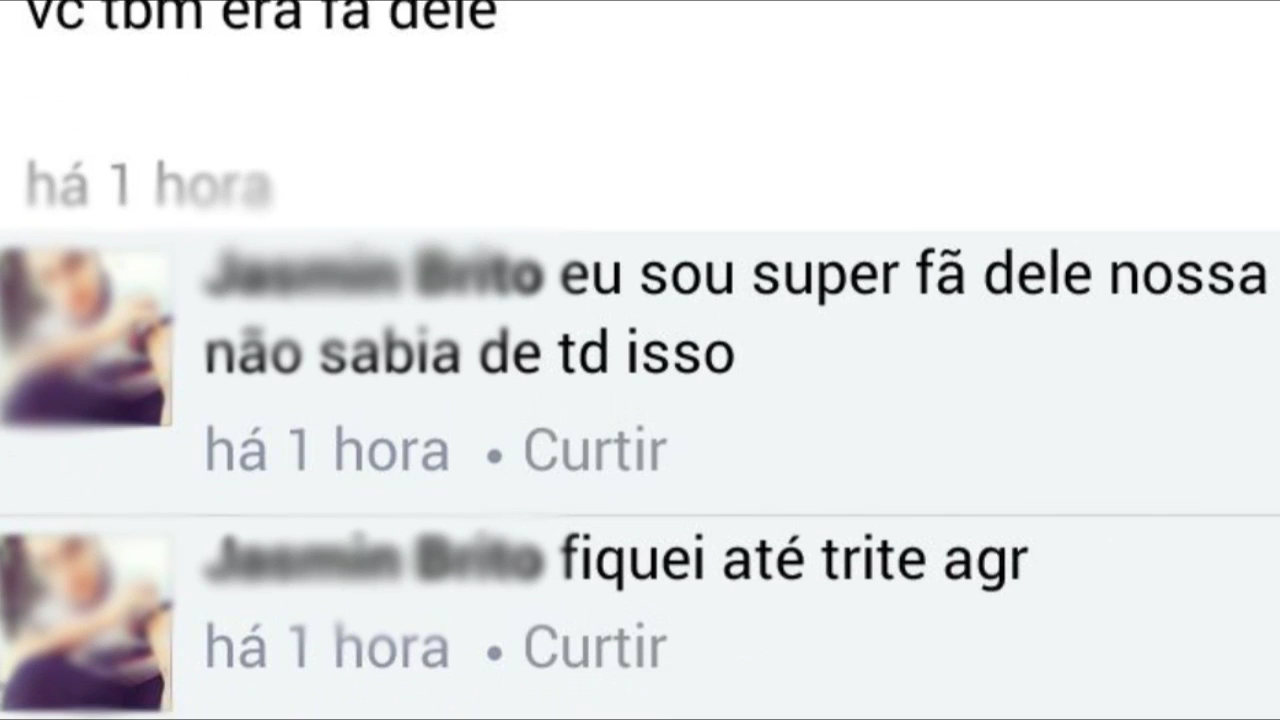 vc tbm era fã dele
há 1 hora
eu sou super fã dele nossa
não sabia de td isso
há 1 hora • Curtir
fiquei até trite agr
há 1 hora • Curtir